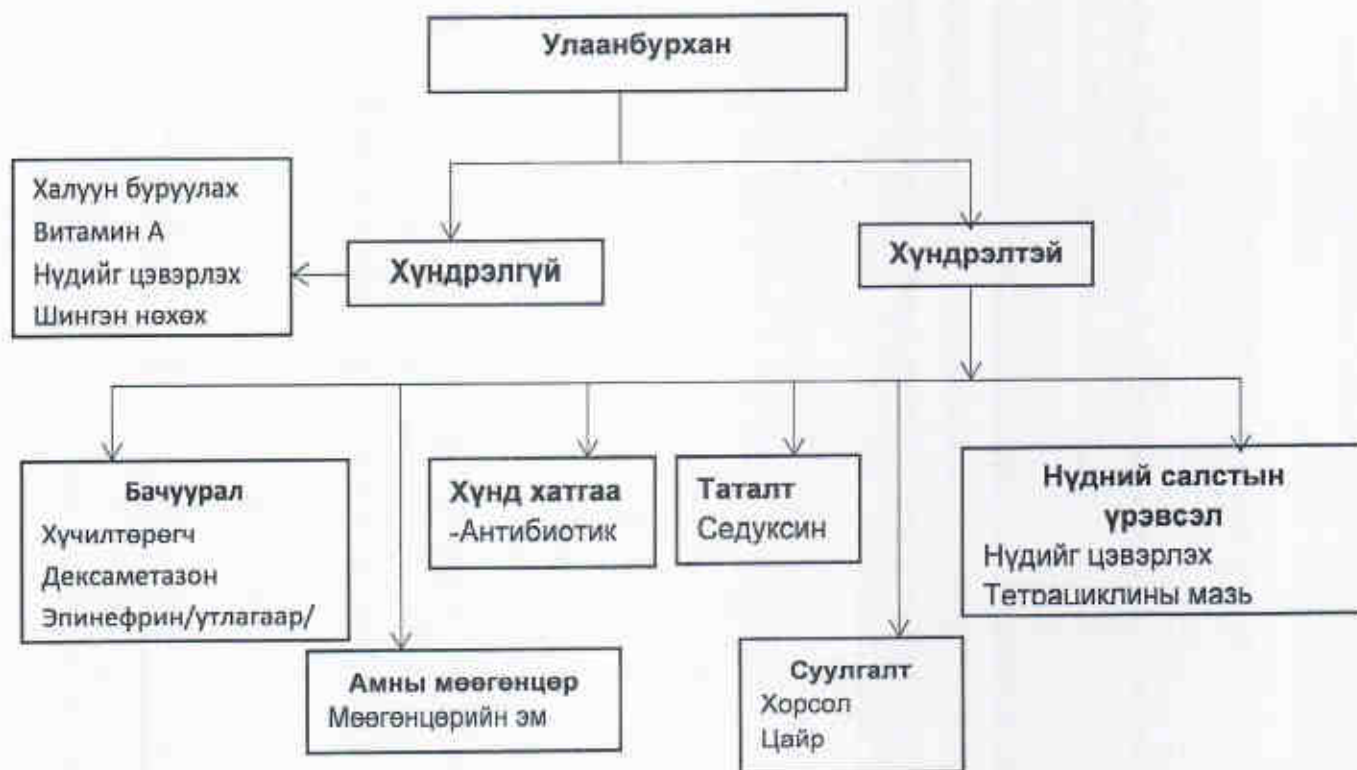 Улаанбурхан
Халуун буруулах
Витамин А
Нүдийг цэвэрлэх
Шингэн нөхөх
Хүндрэлгүй
Хүндрэлтэй
Бачуурал
Хүчилтөрөгч
Дексаметазон
Эпинефрин/утлагаар/
Хүнд хатгаа
-Антибиотик
Таталт
Седуксин
Нүдний салстын
үрэвсэл
Нүдийг цэвэрлэх
Тетрациклины мазь
Амны мөөгөнцөр
Мөөгөнцөрийн эм
Суулгалт
Хорсол
Цайр